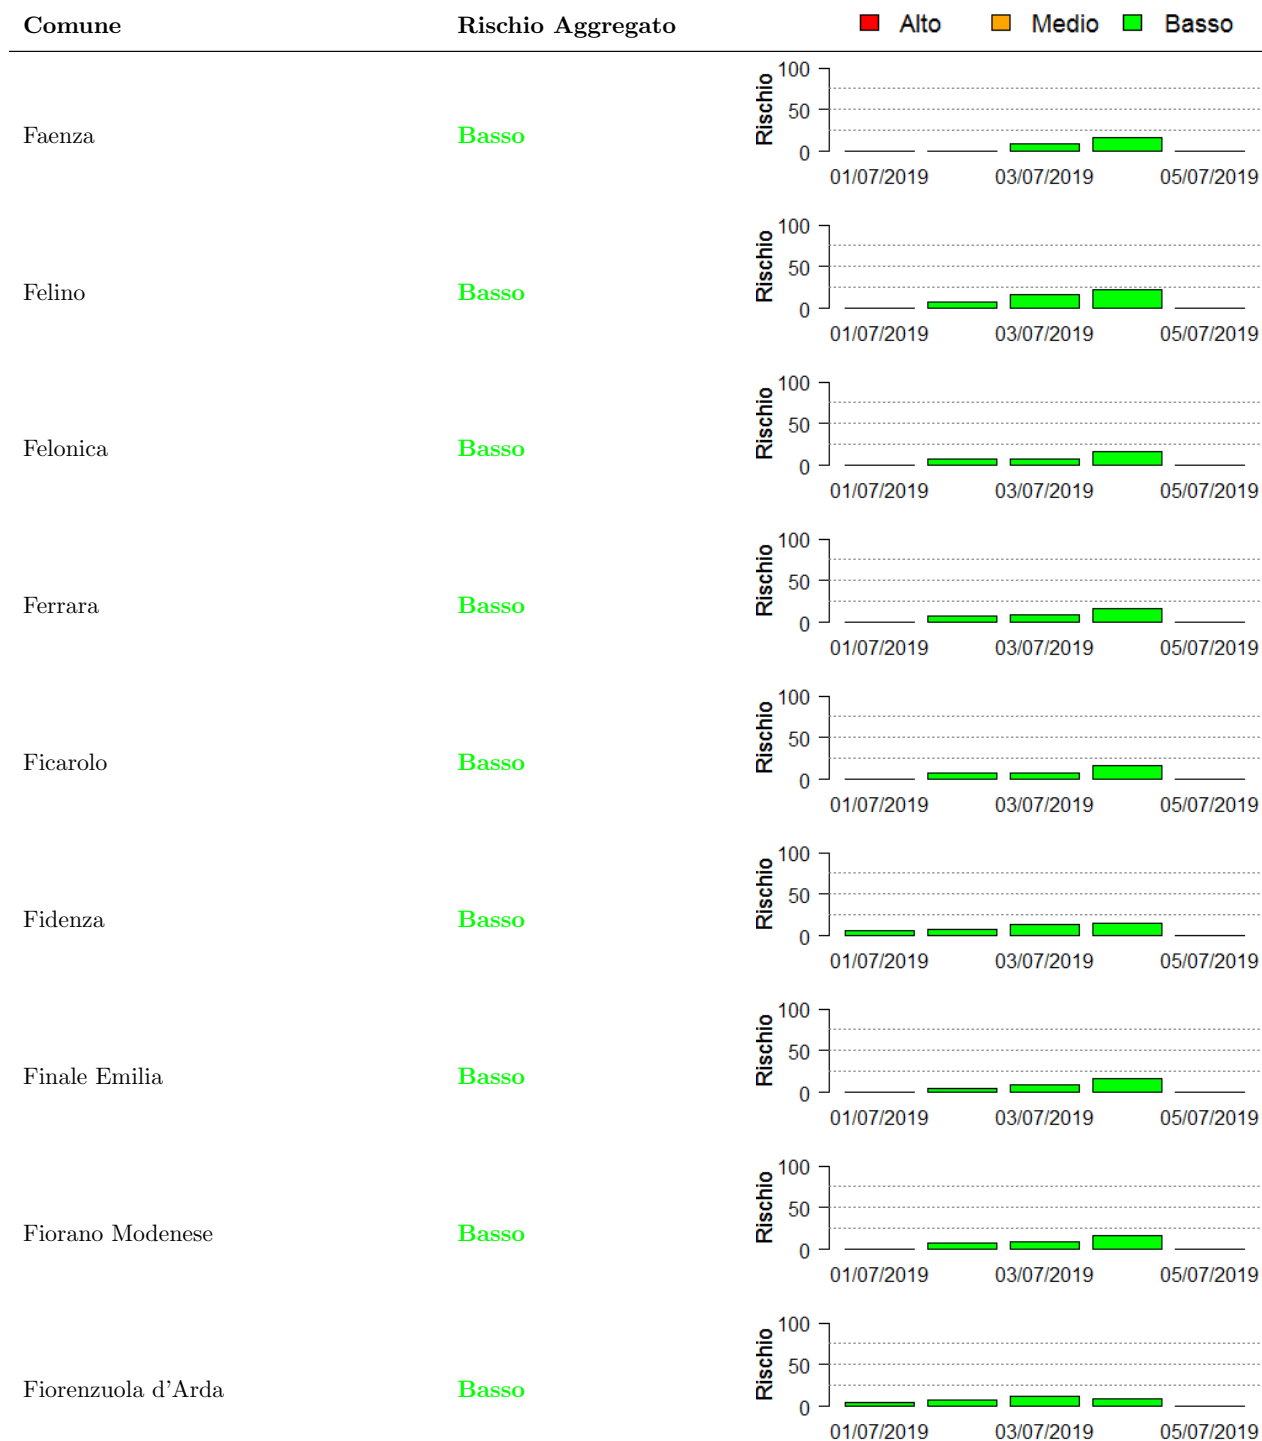 Comune Rischio Aggregato Alto Medio Basso
100
50
0
Rischio
Faenza Basso
01/07/2019 03/07/2019 05/07/2019
100
50
0
Rischio
Felino Basso
01/07/2019 03/07/2019 05/07/2019
100
50
0
Rischio
Felonica Basso
01/07/2019 03/07/2019 05/07/2019
100
50
0
Rischio
Ferrara Basso
01/07/2019 03/07/2019 05/07/2019
100
50
0
Rischio
Ficarolo Basso
01/07/2019 03/07/2019 05/07/2019
100
50
0
Rischio
Fidenza Basso
01/07/2019 03/07/2019 05/07/2019
100
50
0
Rischio
Finale Emilia Basso
01/07/2019 03/07/2019 05/07/2019
100
50
0
Rischio
Fiorano Modenese Basso
01/07/2019 03/07/2019 05/07/2019
100
50
0
Rischio
Fiorenzuola d'Arda Basso
01/07/2019 03/07/2019 05/07/2019